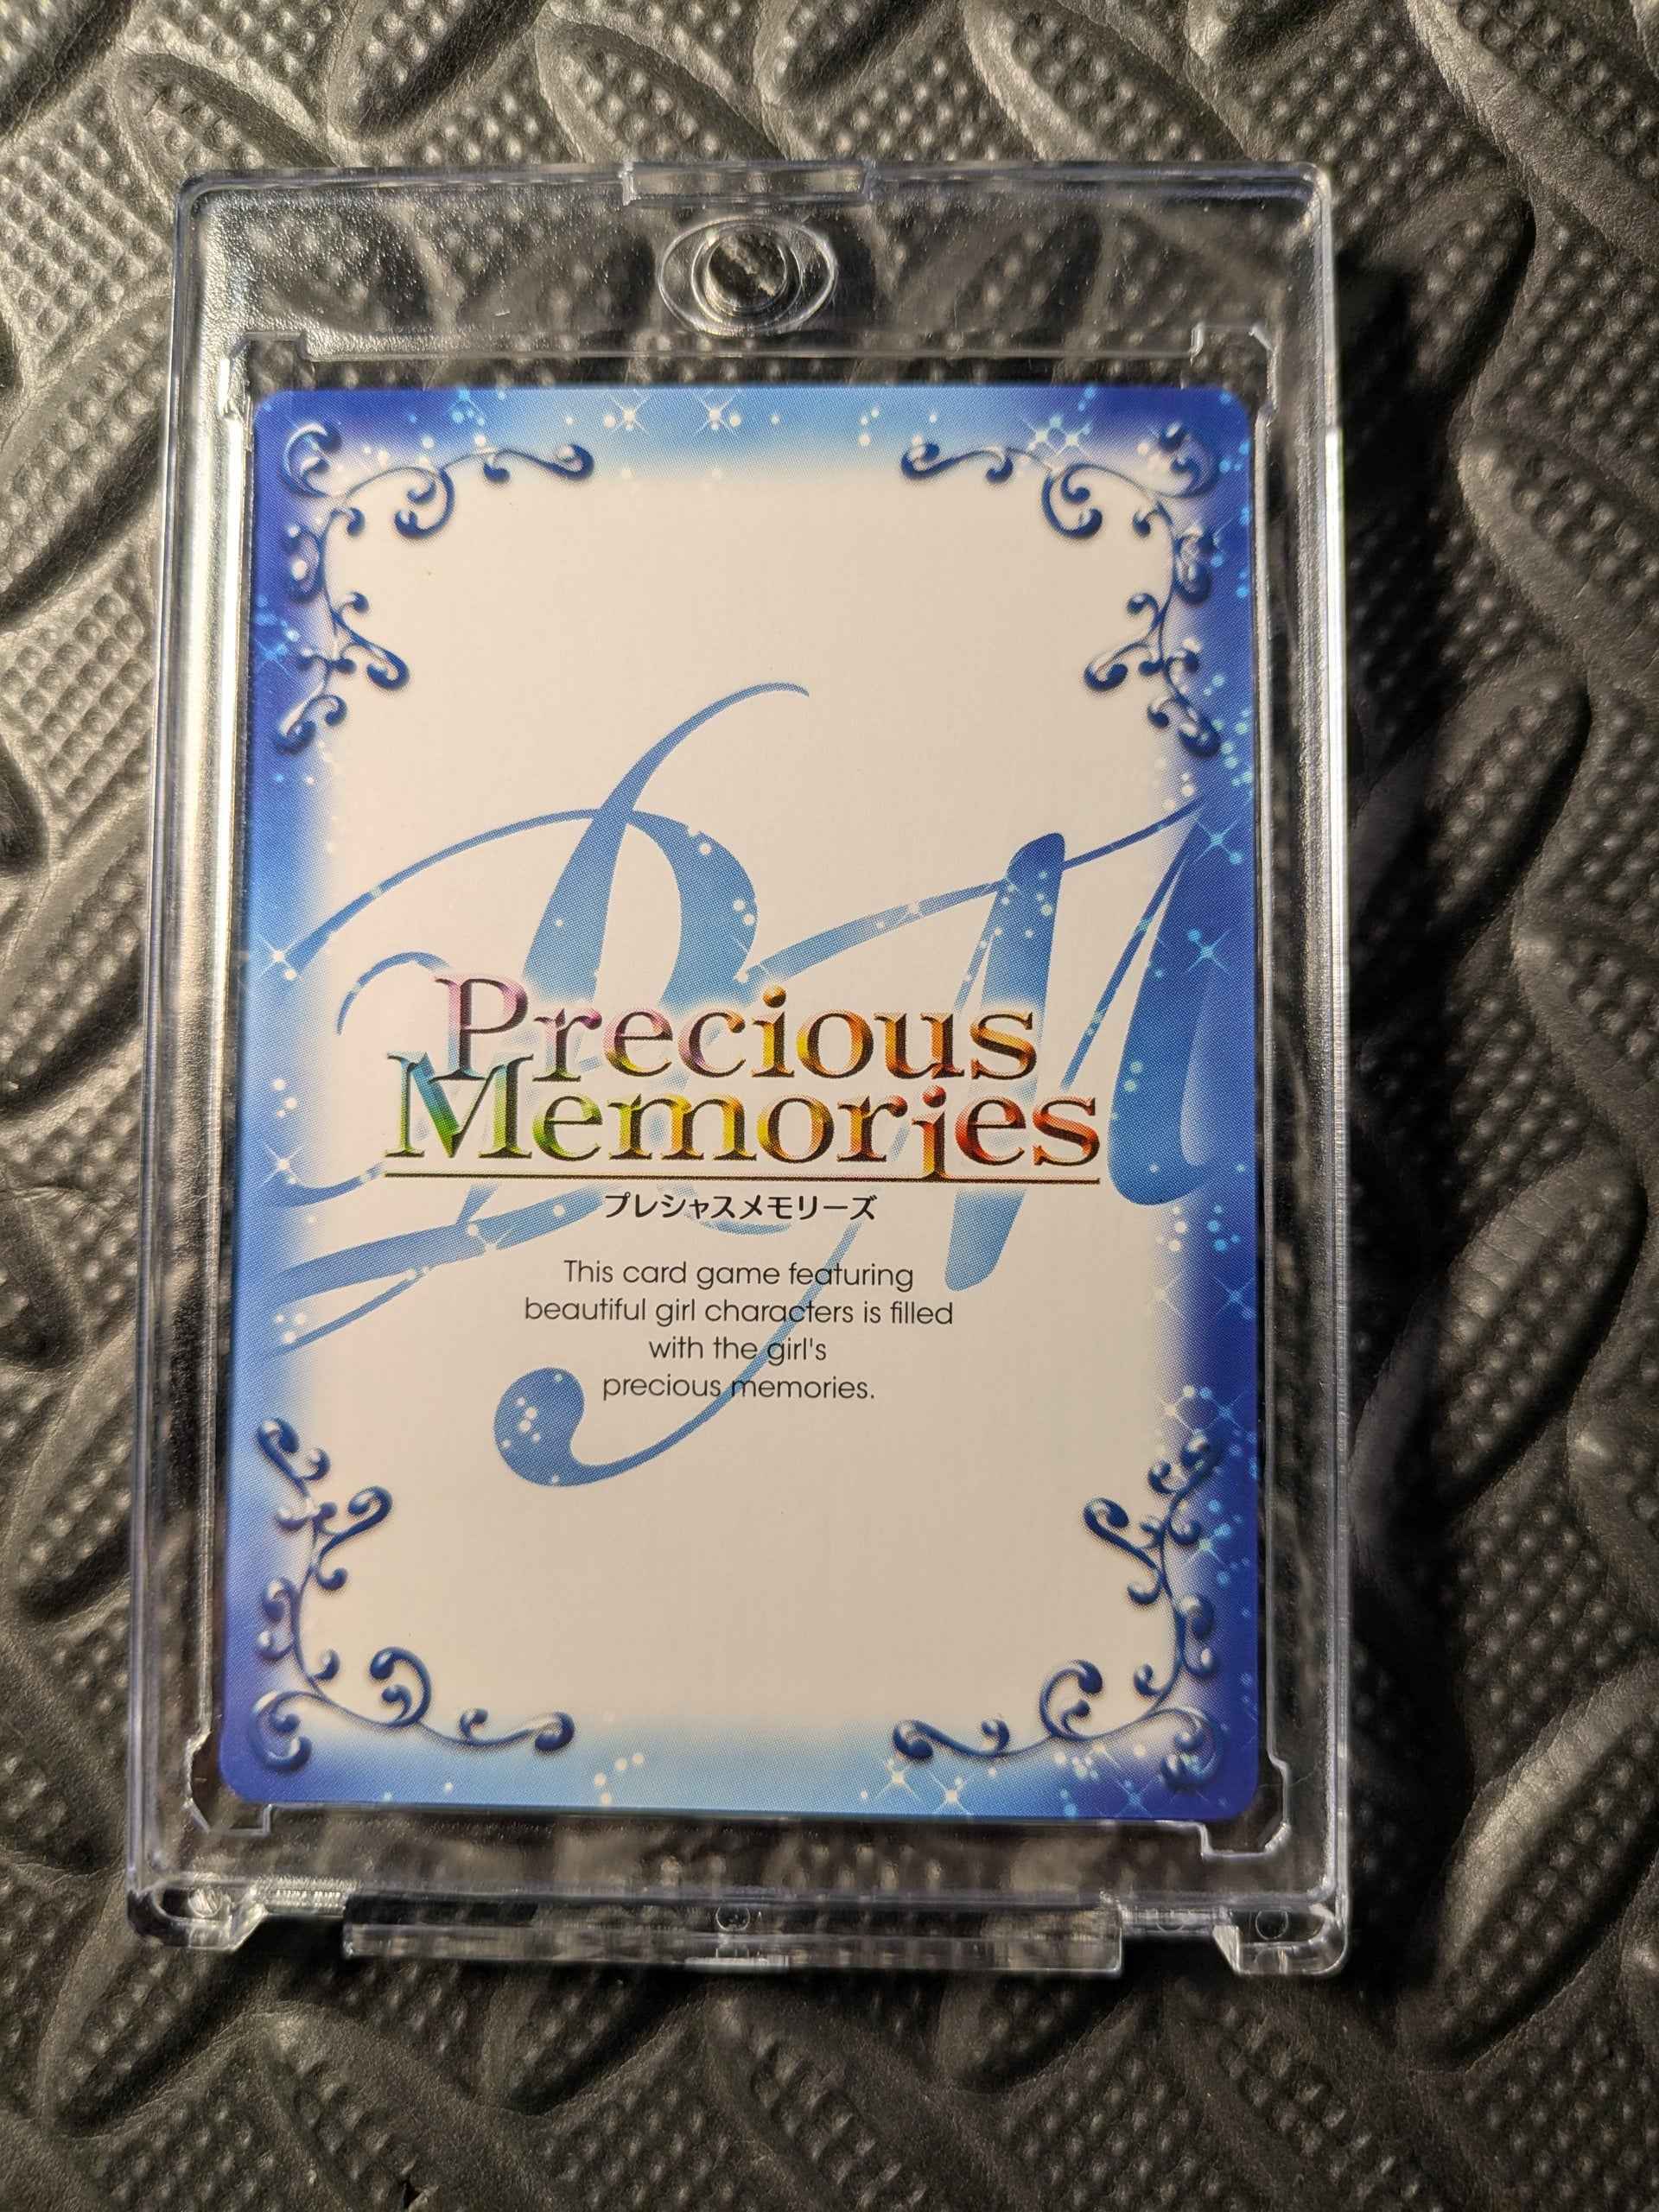 PM
Precious
Memories
プレシャスメモリーズ
This card game featuring
beautiful girl characters is filled
with the girl's
precious memories.